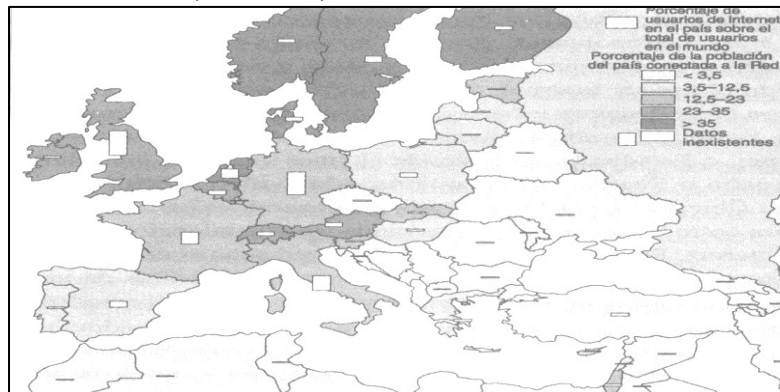 Porcentaje de
usuarios de Internet
en el país sobre el
total de usuarios
en el mundo
Porcentaje de la población
del país conectada a la Red
< 3,5
3,5–12,5
12,5–23
23–35
> 35
Datos
inexistentes